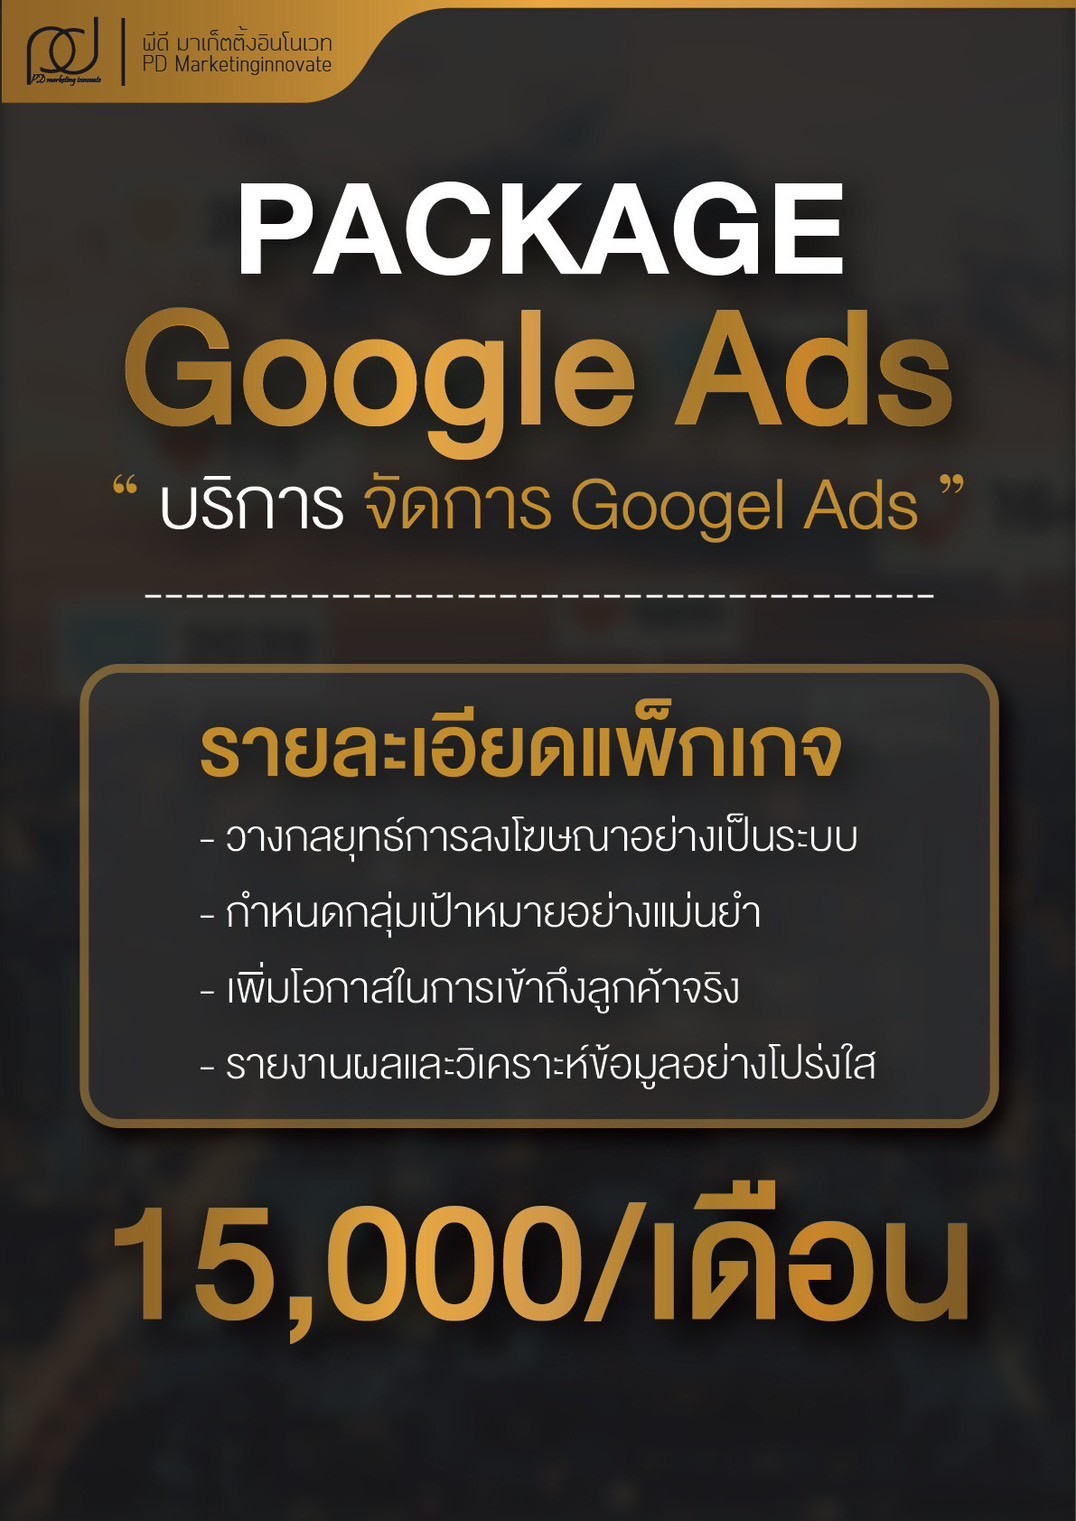 pd
PD marketing innovate
พีดี มาเก็ตติ้งอินโนเวท
PD Marketinginnovate
PACKAGE
Google Ads
“ บริการ จัดการ Googel Ads ”
รายละเอียดแพ็กเกจ
- วางกลยุทธ์การลงโฆษณาอย่างเป็นระบบ
- กำหนดกลุ่มเป้าหมายอย่างแม่นยำ
- เพิ่มโอกาสในการเข้าถึงลูกค้าจริง
- รายงานผลและวิเคราะห์ข้อมูลอย่างโปร่งใส
15,000/เดือน